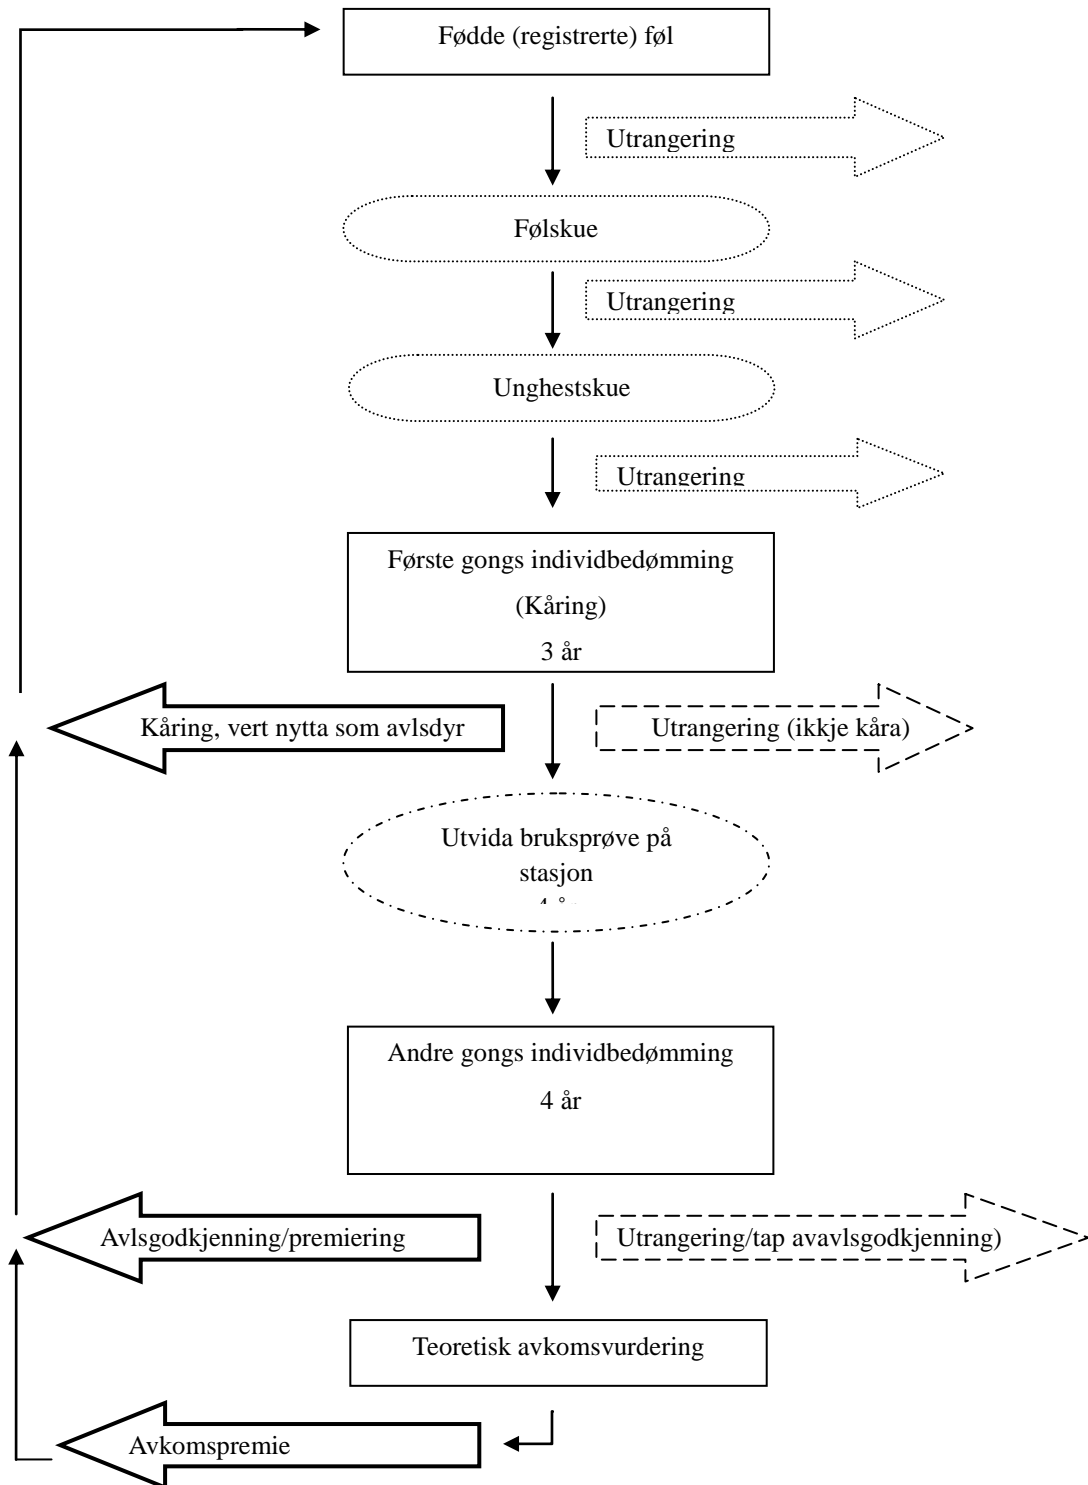 Fødde (registrerte) føl
Utrangering
Følskue
Utrangering
Unghestskue
Utrangering
Første gongs individbedømming
(Kåring)
3 år
Kåring, vert nytta som avlsdyr
Utrangering (ikkje kåra)
Utvida bruksprøve på
stasjon
Andre gongs individbedømming
4 år
Avlsgodkjenning/premiering
Utrangering/tap avavlsgodkjenning)
Teoretisk avkomsvurdering
Avkomspremie